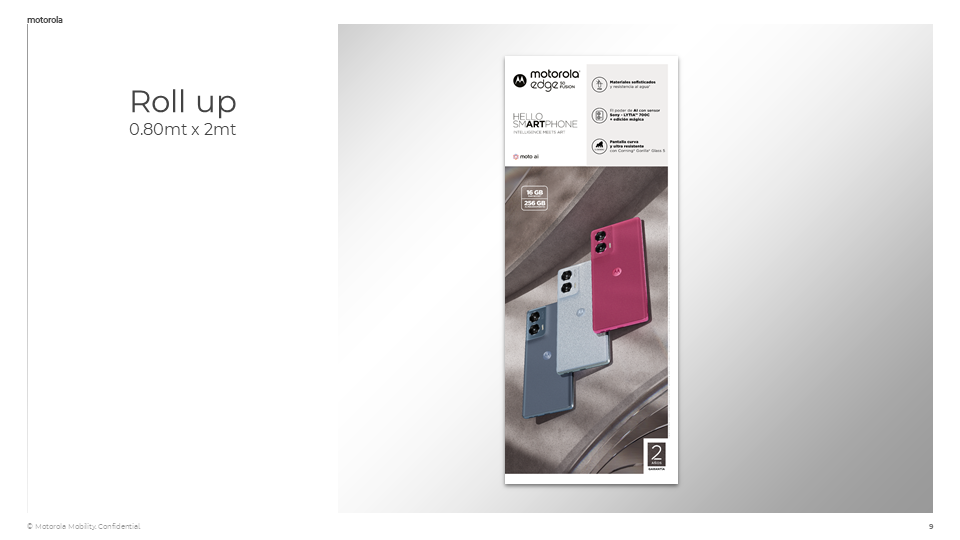 motorola
Roll up
0.80mt x 2mt
motorola
edge 50
FUSION
HELLO
SMARTPHONE
INTELLIGENCE MEETS ART
moto ai
Materiales sofisticados
y resistencia al agua
El poder de AI con sensor
Sony - LYTIA™ 700C
+ edición mágica
Pantalla curva
y ultra resistente
con Corning® Gorilla® Glass 5
16 GB
256 GB
2
AÑOS
GARANTÍA
© Motorola Mobility. Confidential.
9